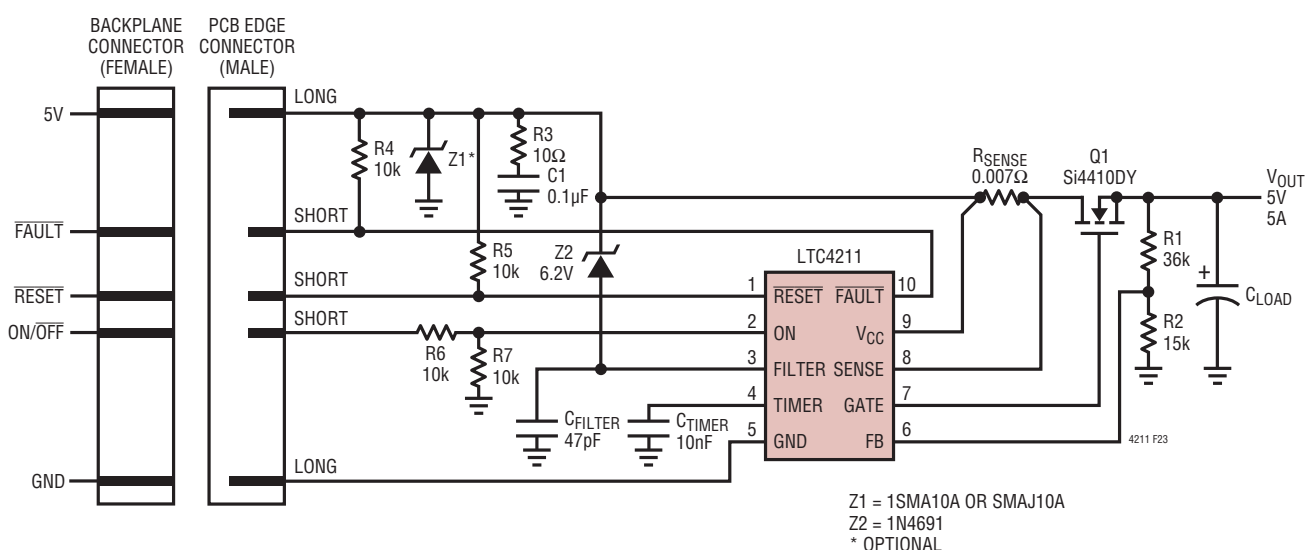 BACKPLANE
CONNECTOR
(FEMALE)
PCB EDGE
CONNECTOR
(MALE)
LONG
5V
R4
10k
Z1*
R3
10Ω
C1
0.1µF
RSENSE
0.007Ω
Q1
Si4410DY
VOUT
5V
5A
SHORT
FAULT
R5
10k
Z2
6.2V
LTC4211
R1
36k
SHORT
RESET
1
RESET
FAULT
10
+
CLOAD
SHORT
ON/OFF
2
ON
VCC
9
R2
15k
R6
10k
R7
10k
3
FILTER
SENSE
8
4
TIMER
GATE
7
CFILTER
47pF
CTIMER
10nF
5
GND
FB
6
4211 F23
LONG
GND
Z1 = 1SMA10A OR SMAJ10A
Z2 = 1N4691
* OPTIONAL